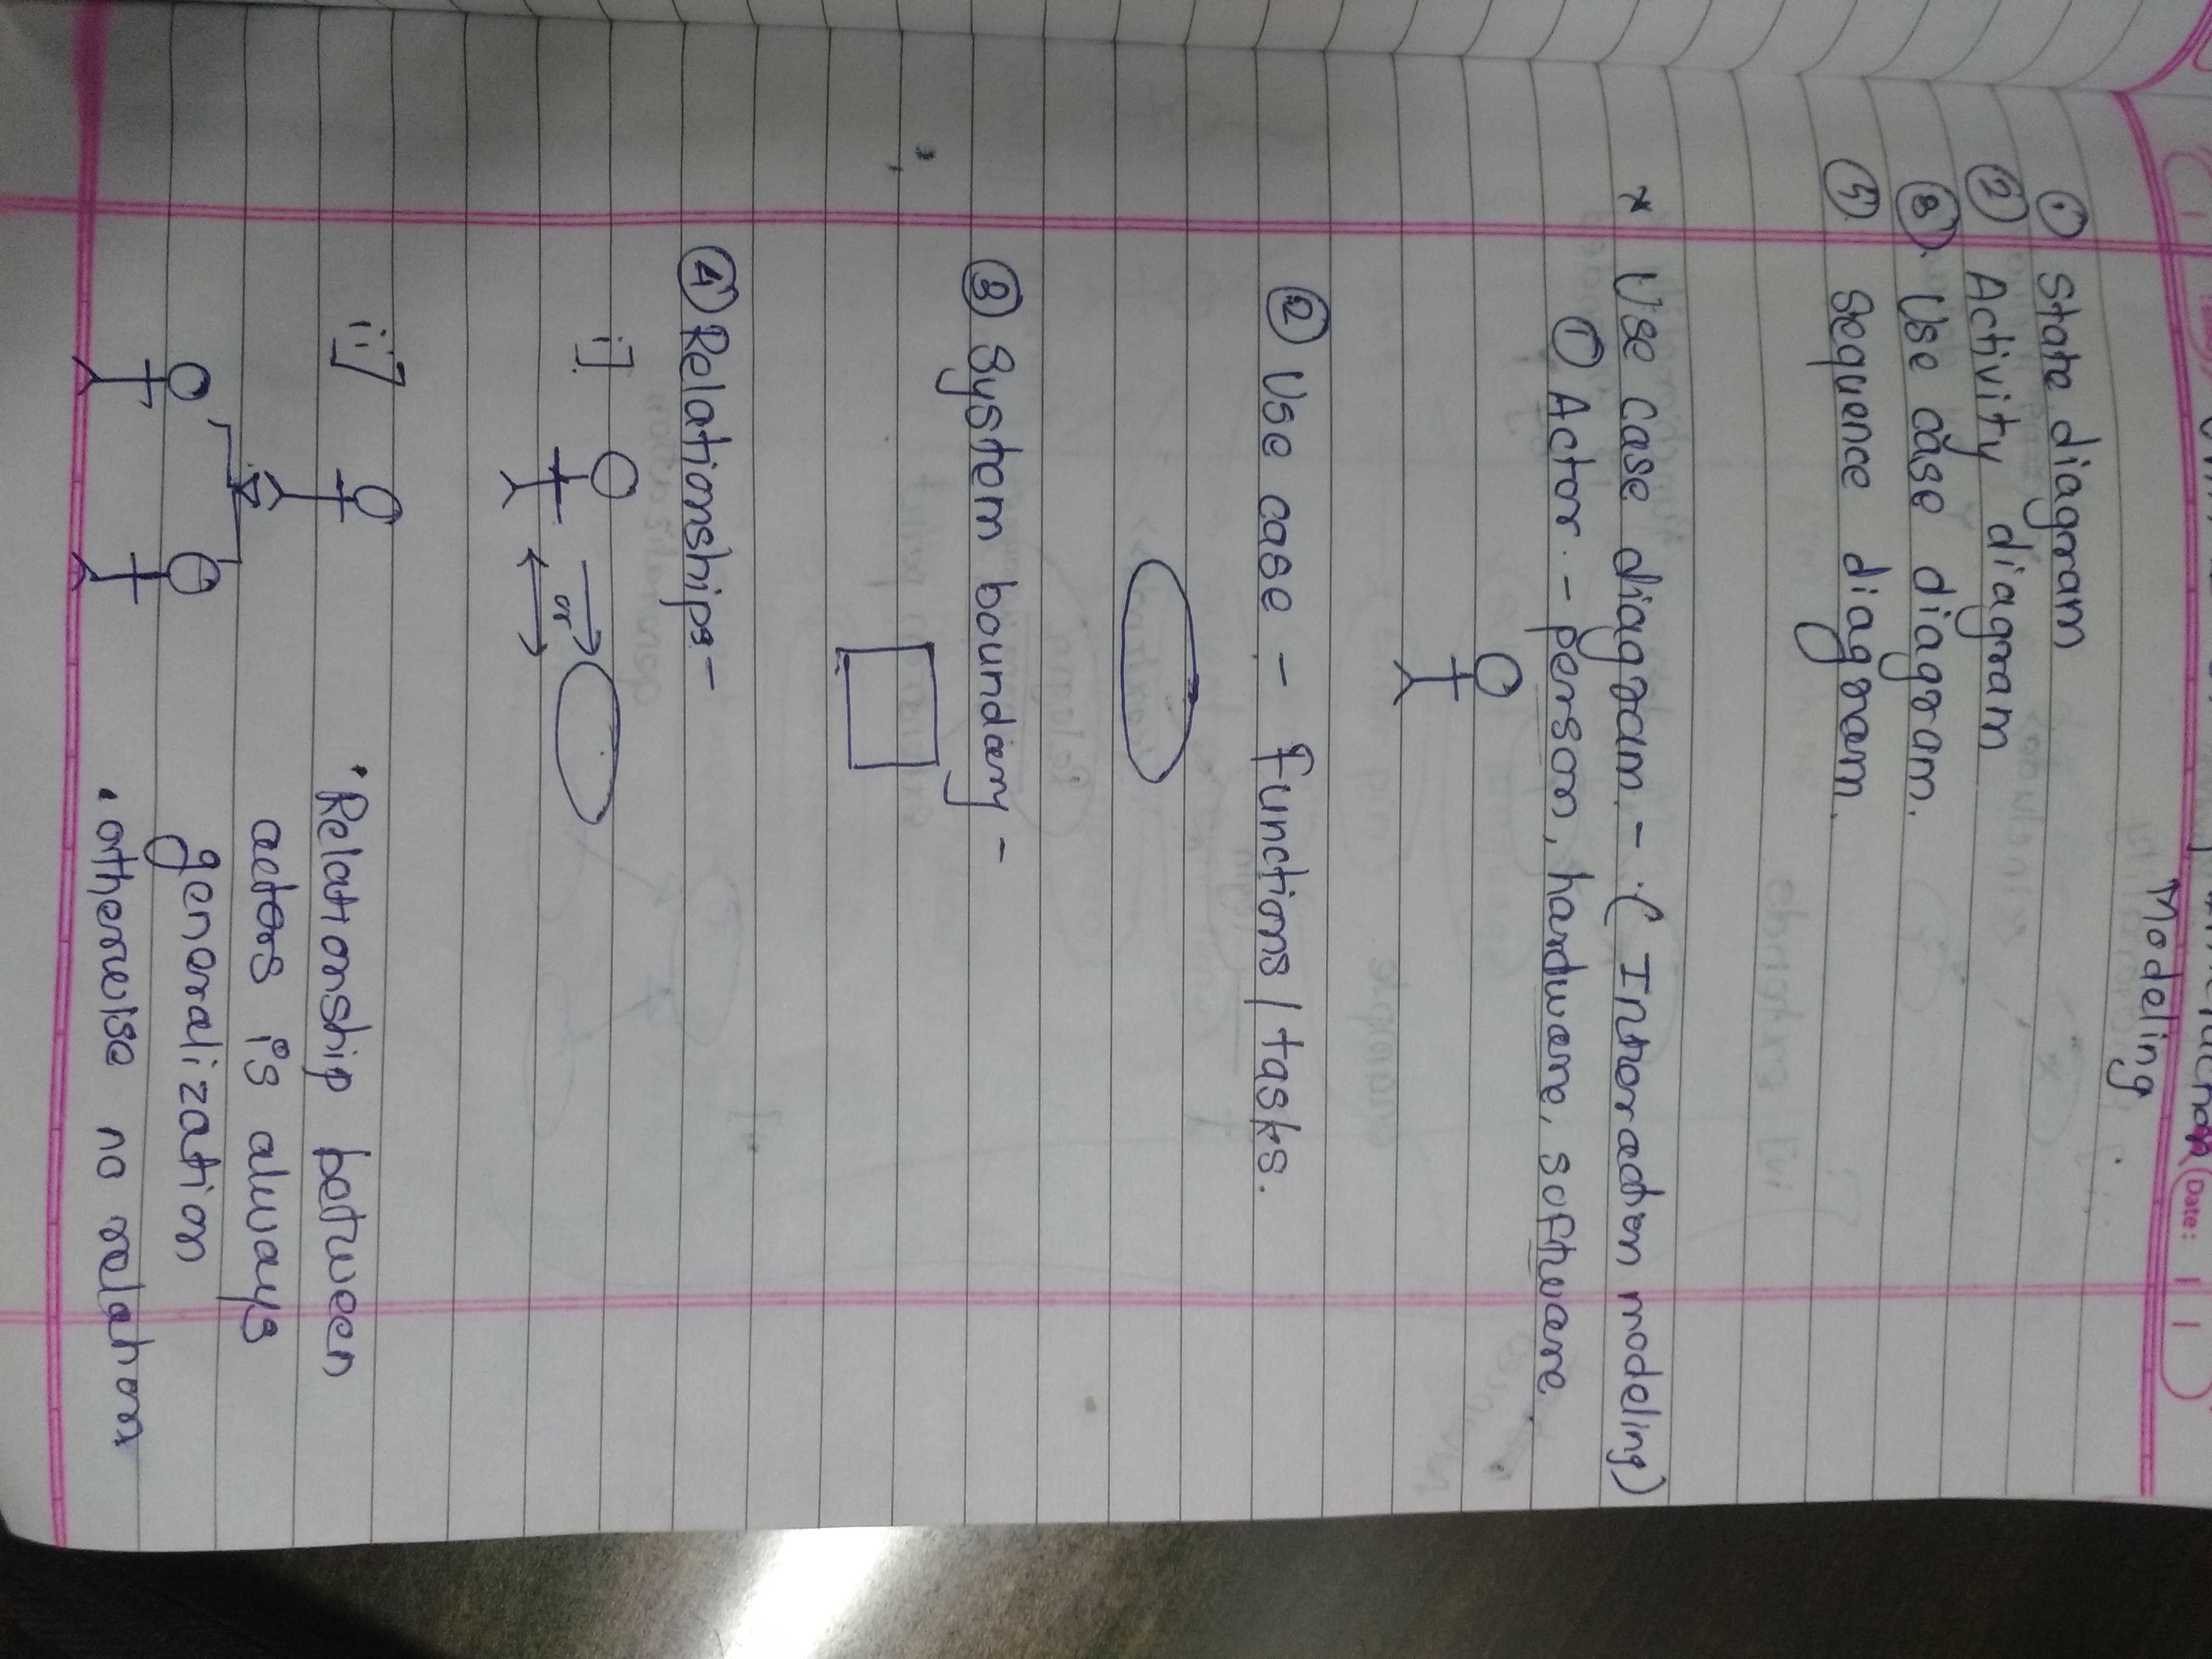 Date:
Modeling
① State diagram
② Activity diagram
③ Use case diagram.
⑤ Sequence diagram.
* Use case diagram. - (Interaction modeling)
① Actor. - person, hardware, software.
② Use case - Functions / tasks.
③ System boundary -
④ Relationships -
i]
or
ii]
• Relationship between
actors is always
generalization
• otherwise no relation